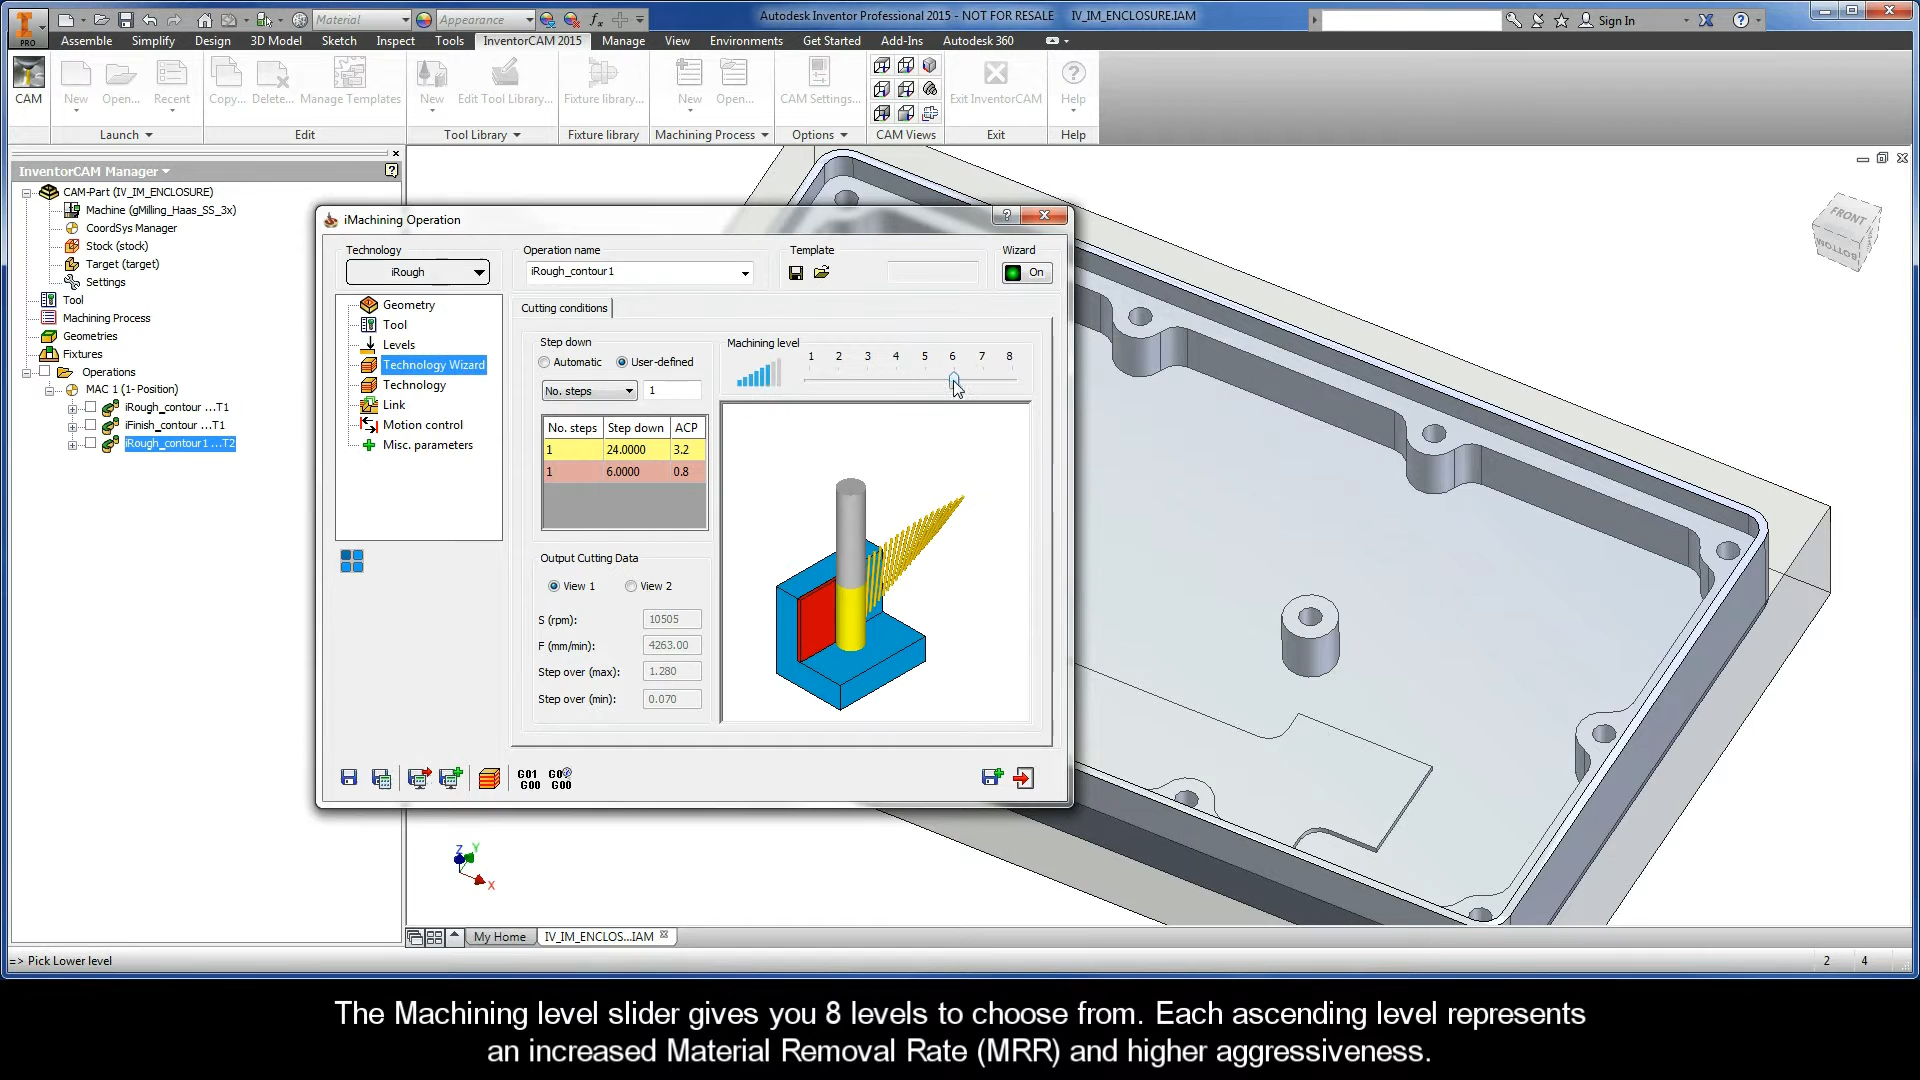 Material
Appearance
Autodesk Inventor Professional 2015 - NOT FOR RESALE IV_IM_ENCLOSURE.IAM
Sign In
PRO
Assemble Simplify Design 3D Model Sketch Inspect Tools InventorCAM 2015 Manage View Environments Get Started Add-Ins Autodesk 360
CAM New Open... Recent Copy... Delete... Manage Templates New Edit Tool Library... Fixture library... New Open... CAM Settings... Exit InventorCAM Help
Launch Edit Tool Library Fixture library Machining Process Options CAM Views Exit Help
InventorCAM Manager
CAM-Part (IV_IM_ENCLOSURE)
Machine (gMilling_Haas_SS_3x)
CoordSys Manager
Stock (stock)
Target (target)
Settings
Tool
Machining Process
Geometries
Fixtures
Operations
MAC 1 (1- Position)
iRough_contour ...T1
iFinish_contour ...T1
iRough_contour1 ...T2
iMachining Operation
Technology
iRough
Operation name
iRough_contour1
Template
Wizard
On
Geometry
Tool
Levels
Technology Wizard
Technology
Link
Motion control
Misc. parameters
Cutting conditions
Step down
Automatic User-defined
No. steps 1
No. steps Step down ACP
1 24.0000 3.2
1 6.0000 0.8
Machining level
1 2 3 4 5 6 7 8
Output Cutting Data
View 1 View 2
S (rpm): 10505
F (mm/min): 4263.00
Step over (max): 1.280
Step over (min): 0.070
G01 G00
FRONT
BOTTOM
Z Y X
My Home IV_IM_ENCLOS...IAM
=> Pick Lower level
2 4
The Machining level slider gives you 8 levels to choose from. Each ascending level represents
an increased Material Removal Rate (MRR) and higher aggressiveness.